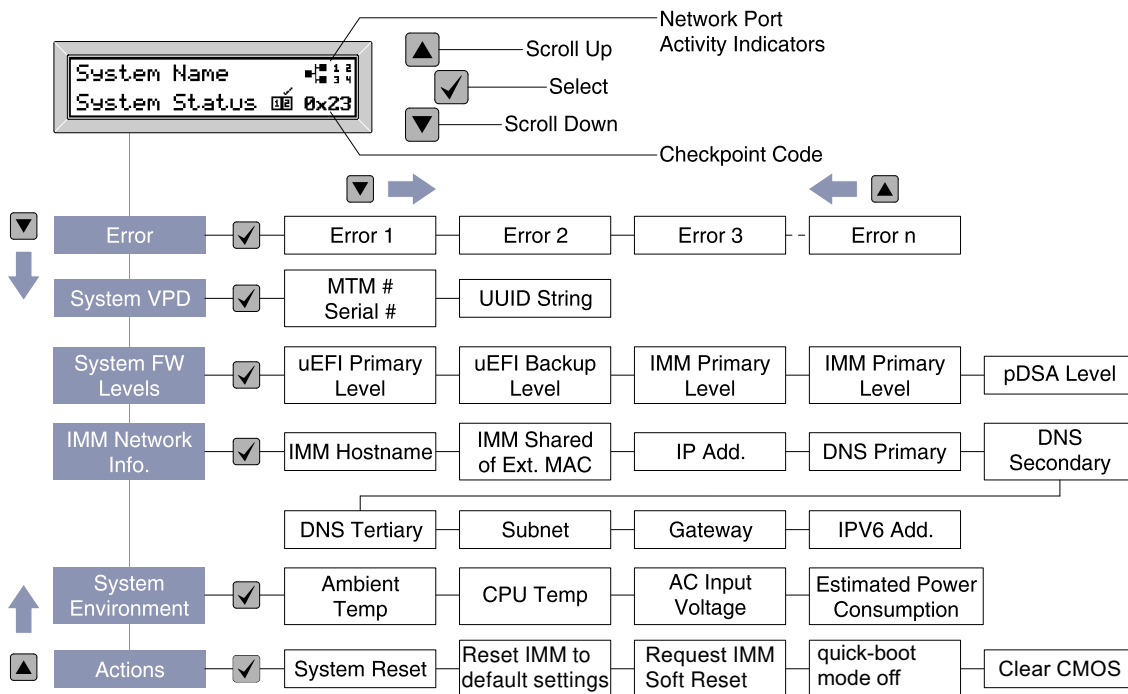 Network Port
Activity Indicators
System Name 1 2
3 4
System Status 12 0x23
Scroll Up
Select
Scroll Down
Checkpoint Code
Error
Error 1
Error 2
Error 3
Error n
System VPD
MTM #
Serial #
UUID String
System FW
Levels
uEFI Primary
Level
uEFI Backup
Level
IMM Primary
Level
IMM Primary
Level
pDSA Level
IMM Network
Info.
IMM Hostname
IMM Shared
of Ext. MAC
IP Add.
DNS Primary
DNS
Secondary
DNS Tertiary
Subnet
Gateway
IPV6 Add.
System
Environment
Ambient
Temp
CPU Temp
AC Input
Voltage
Estimated Power
Consumption
Actions
System Reset
Reset IMM to
default settings
Request IMM
Soft Reset
quick-boot
mode off
Clear CMOS